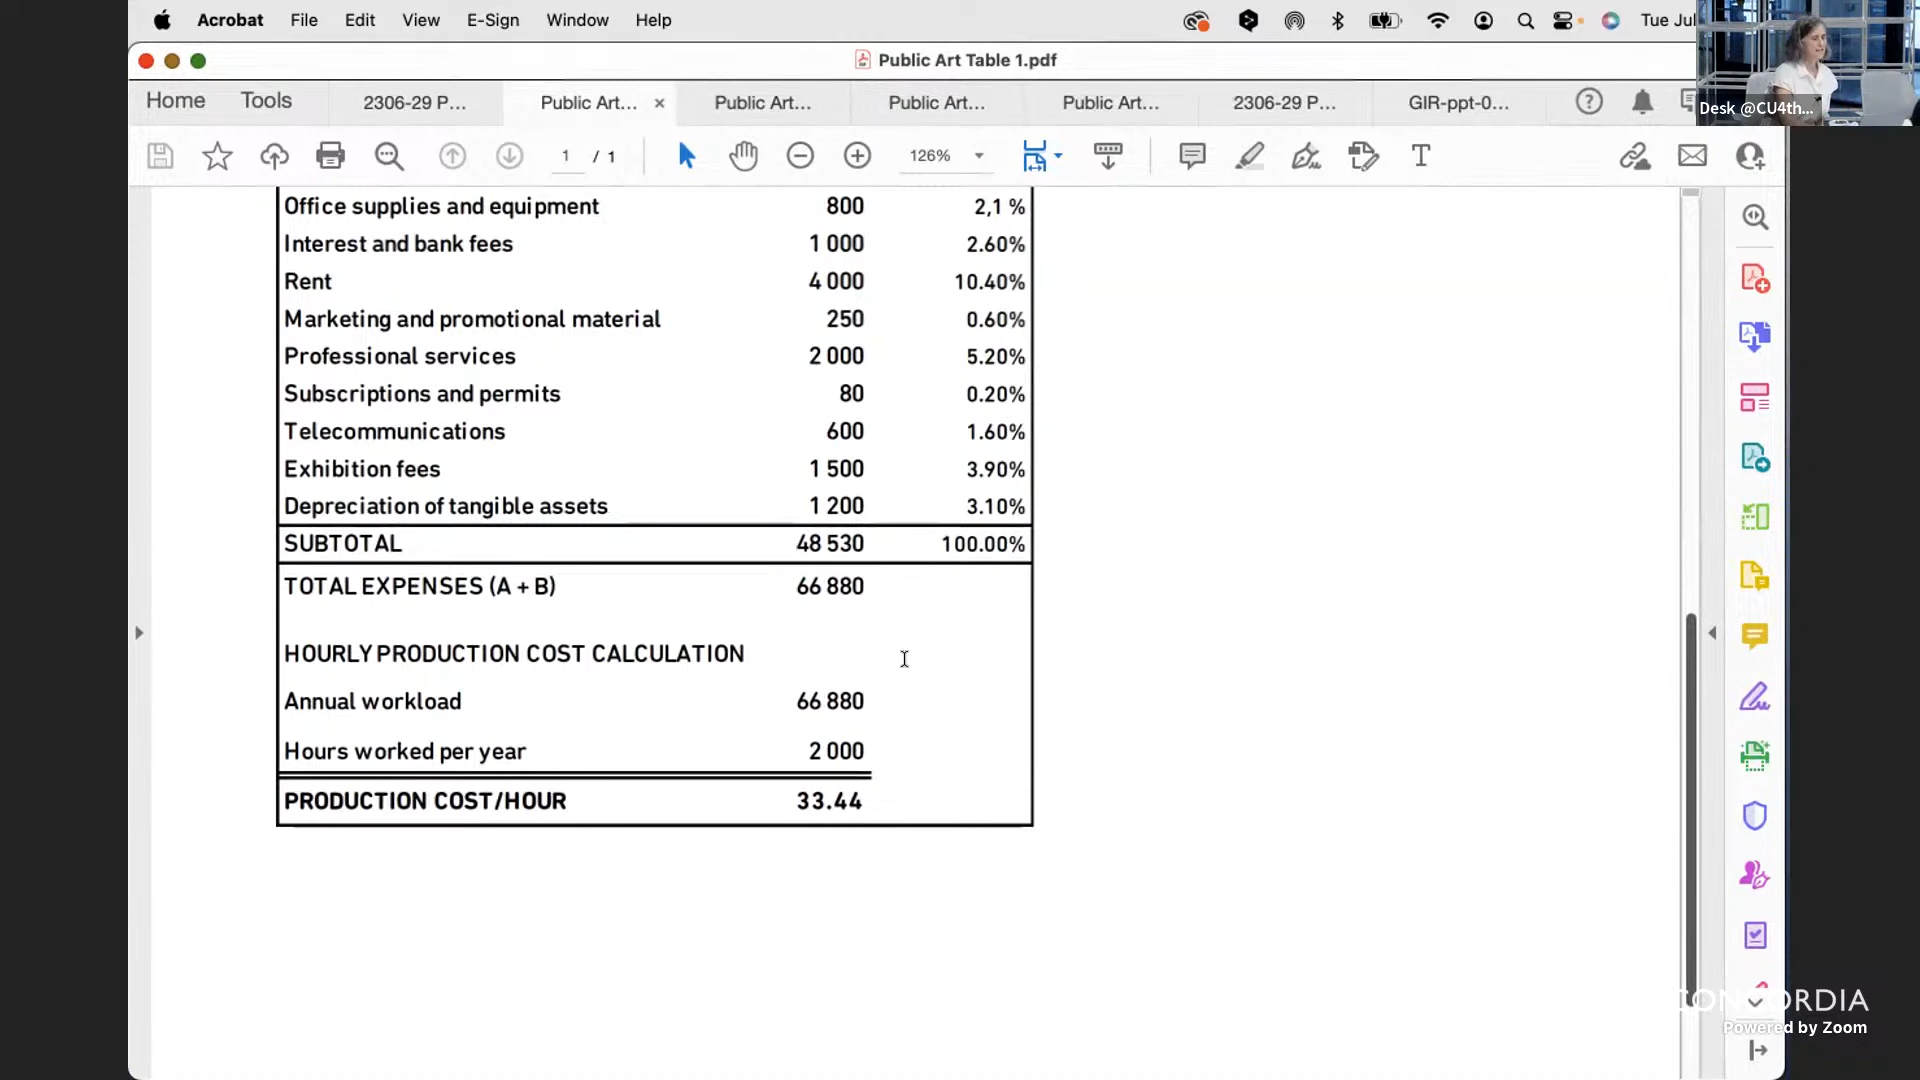 Acrobat File Edit View E-Sign Window Help Tue Jul
Public Art Table 1.pdf
Home Tools 2306-29 P... Public Art... × Public Art... Public Art... Public Art... 2306-29 P... GIR-ppt-0...
Desk @CU4th...
1 / 1 126%
Office supplies and equipment 800 2,1 %
Interest and bank fees 1 000 2.60%
Rent 4 000 10.40%
Marketing and promotional material 250 0.60%
Professional services 2 000 5.20%
Subscriptions and permits 80 0.20%
Telecommunications 600 1.60%
Exhibition fees 1 500 3.90%
Depreciation of tangible assets 1 200 3.10%
SUBTOTAL 48 530 100.00%
TOTAL EXPENSES (A + B) 66 880
HOURLY PRODUCTION COST CALCULATION
Annual workload 66 880
Hours worked per year 2 000
PRODUCTION COST/HOUR 33.44
CONCORDIA
Powered by Zoom